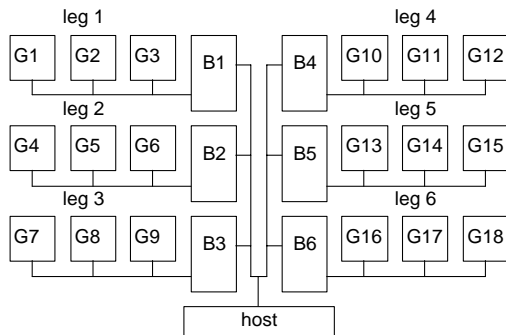 leg 1 leg 4
G1 G2 G3 B1 B4 G10 G11 G12
leg 2 leg 5
G4 G5 G6 B2 B5 G13 G14 G15
leg 3 leg 6
G7 G8 G9 B3 B6 G16 G17 G18
host